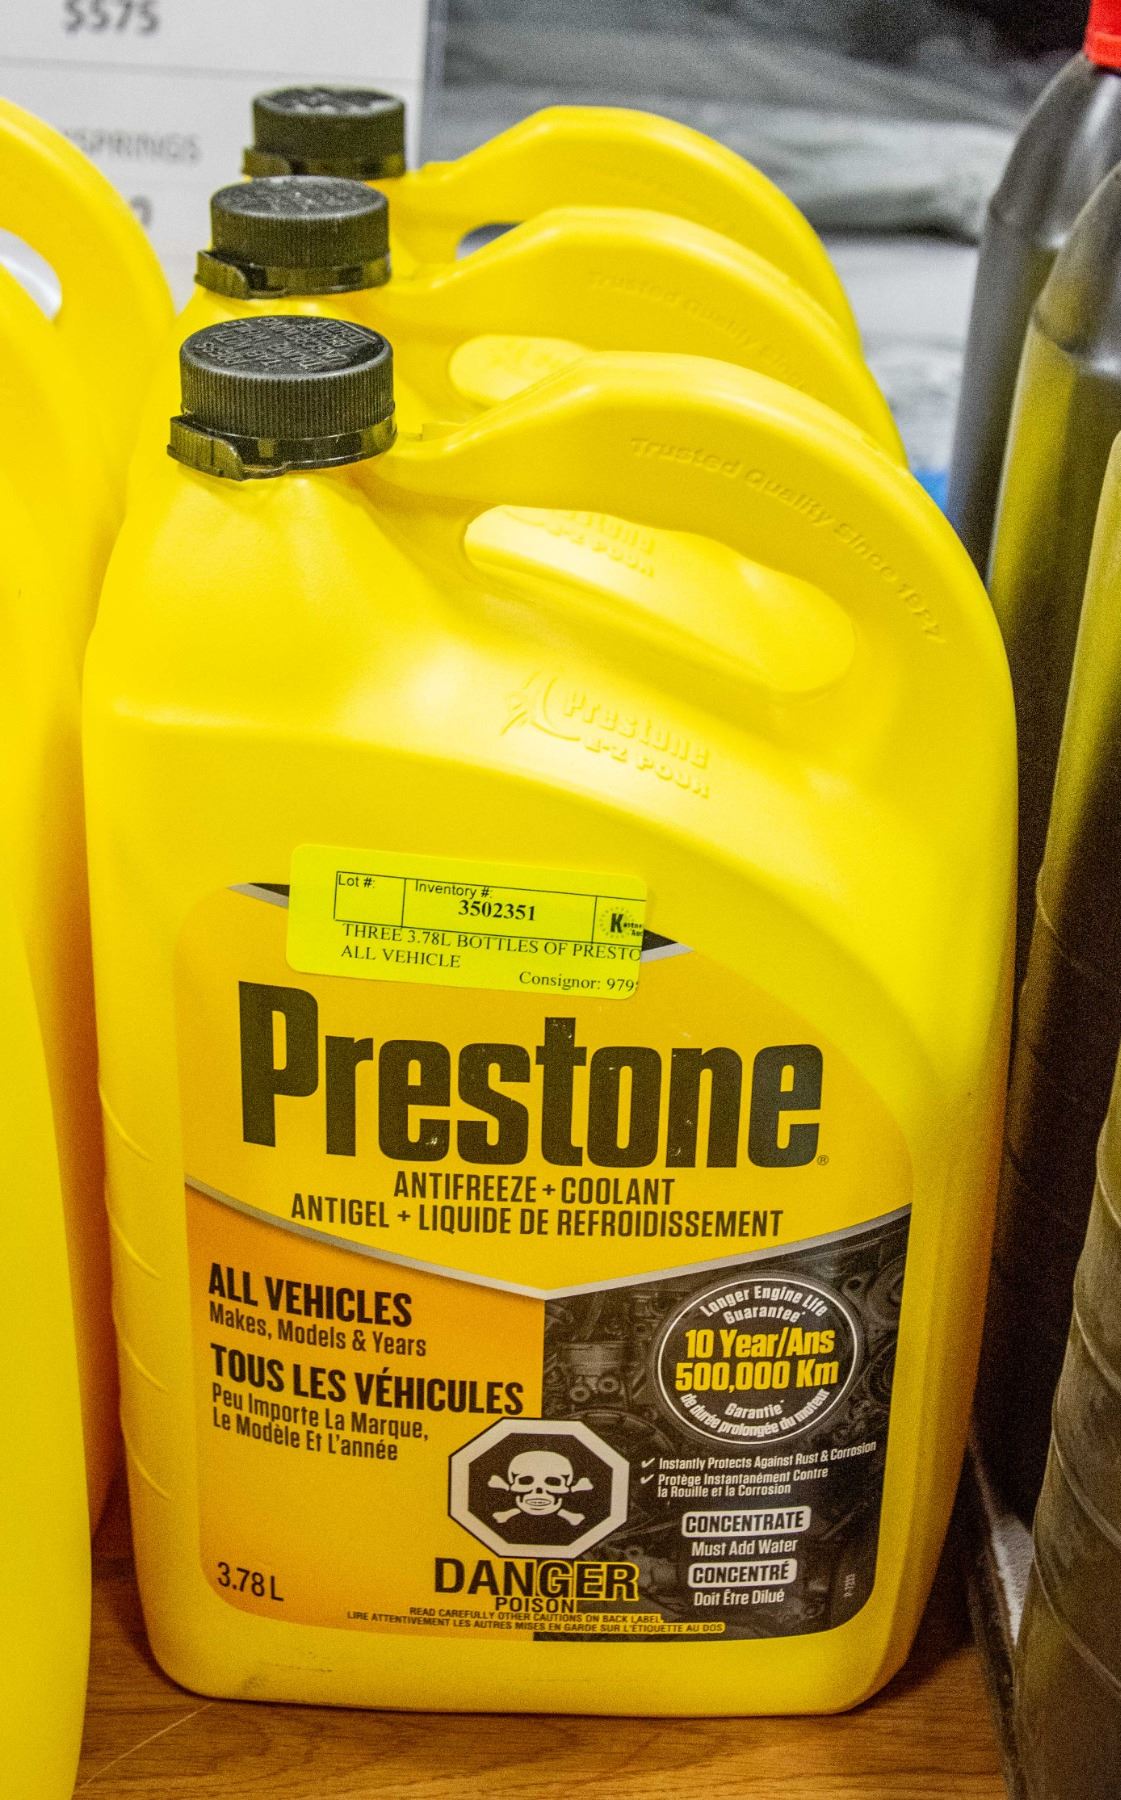 $575
SPRINGS
Trusted Quality Since 1927
Prestone
E-Z POUR
Lot #:
Inventory #:
3502351
THREE 3.78L BOTTLES OF PRESTO
ALL VEHICLE
Consignor: 979
Prestone®
ANTIFREEZE + COOLANT
ANTIGEL + LIQUIDE DE REFROIDISSEMENT
ALL VEHICLES
Makes, Models & Years
TOUS LES VÉHICULES
Peu Importe La Marque,
Le Modèle Et L'année
Longer Engine Life
Guarantee*
10 Year/Ans
500,000 Km
Garantie*
de durée prolongée du moteur
✓ Instantly Protects Against Rust & Corrosion
✓ Protège Instantanément Contre
la Rouille et la Corrosion
CONCENTRATE
Must Add Water
CONCENTRÉ
Doit Être Dilué
3.78 L
DANGER
POISON
READ CAREFULLY OTHER CAUTIONS ON BACK LABEL
LIRE ATTENTIVEMENT LES AUTRES MISES EN GARDE SUR L'ÉTIQUETTE AU DOS